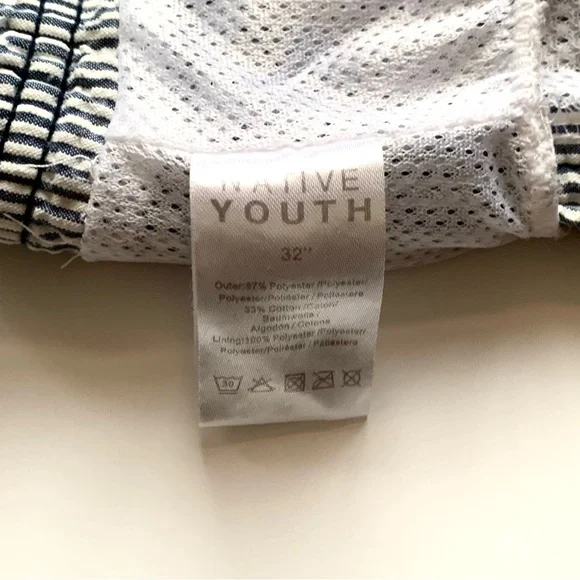 NATIVE
YOUTH
32"
Outer:67% Polyester /Polyester/
Polyester/Poliester / Poliestere
33% Cotton /Coton/
Baumwolle /
Algodon / Cotone
Lining:100% Polyester /Polyester/
Polyester/Poliester / Poliestere
30